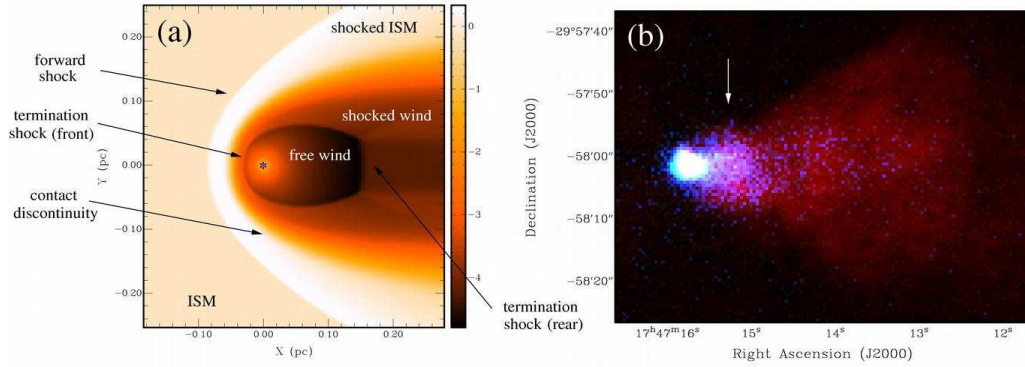 (a)
shocked ISM
forward
shock
termination
shock (front)
shocked wind
free wind
contact
discontinuity
ISM
termination
shock (rear)
0.20
0.10
0.00
−0.10
−0.20
Y (pc)
−0.10
0.00
0.10
0.20
X (pc)
0
−1
−2
−3
−4
(b)
−29°57'40"
−57'50"
−58'00"
−58'10"
−58'20"
Declination (J2000)
17h47m16s
15s
14s
13s
12s
Right Ascension (J2000)